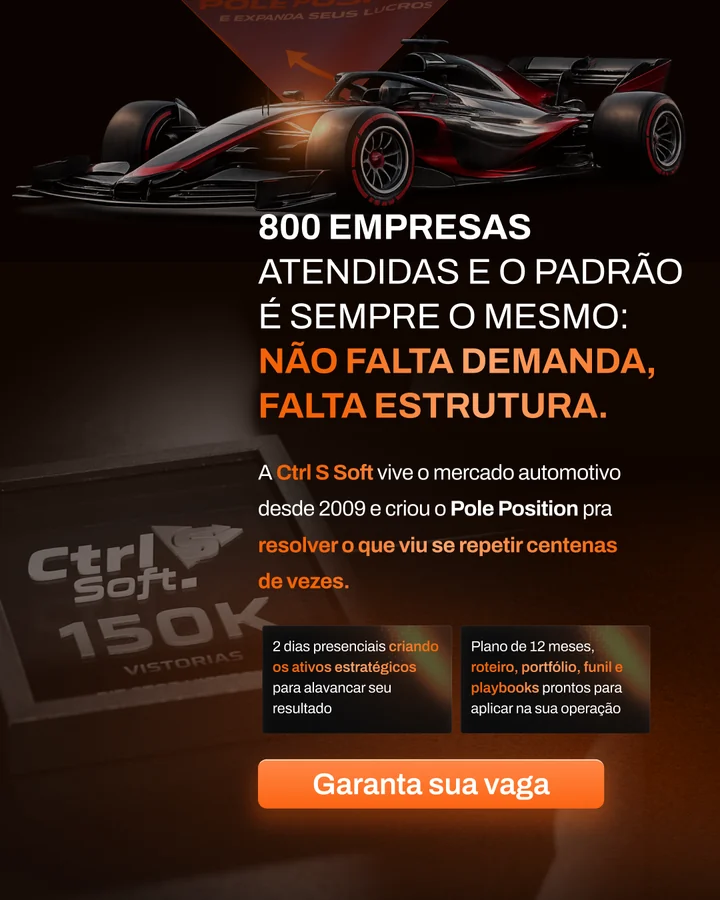 POLE POSI
E EXPANDA SEUS LUCROS
800 EMPRESAS
ATENDIDAS E O PADRÃO
É SEMPRE O MESMO:
NÃO FALTA DEMANDA,
FALTA ESTRUTURA.
A Ctrl S Soft vive o mercado automotivo
desde 2009 e criou o Pole Position pra
resolver o que viu se repetir centenas
de vezes.
Ctrl S
Soft.
150K
VISTORIAS
2 dias presenciais criando
os ativos estratégicos
para alavancar seu
resultado
Plano de 12 meses,
roteiro, portfólio, funil e
playbooks prontos para
aplicar na sua operação
Garanta sua vaga